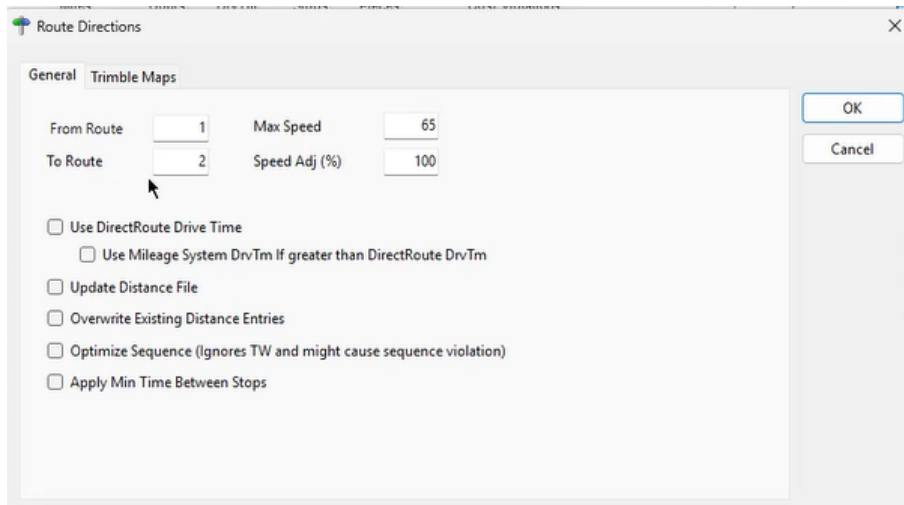 Route Directions
General Trimble Maps
OK
From Route 1 Max Speed 65
Cancel
To Route 2 Speed Adj (%) 100
Use DirectRoute Drive Time
Use Mileage System DrvTm If greater than DirectRoute DrvTm
Update Distance File
Overwrite Existing Distance Entries
Optimize Sequence (Ignores TW and might cause sequence violation)
Apply Min Time Between Stops